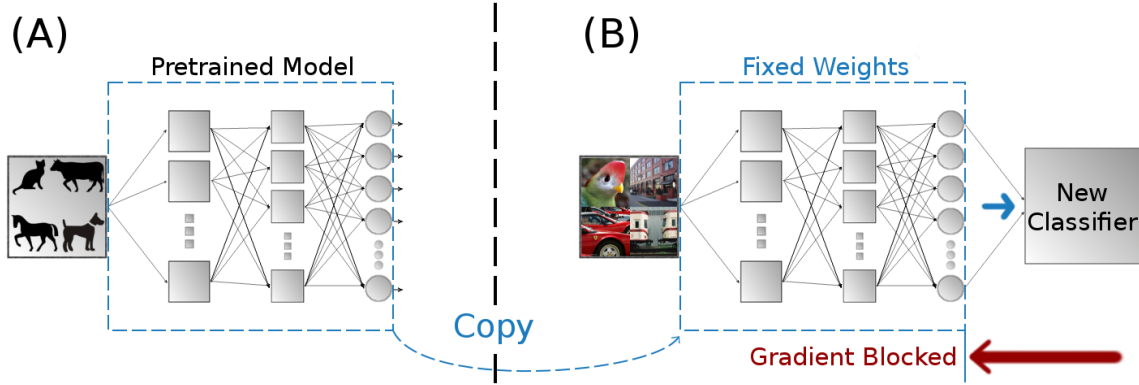 (A)
Pretrained Model
Copy
(B)
Fixed Weights
New
Classifier
Gradient Blocked